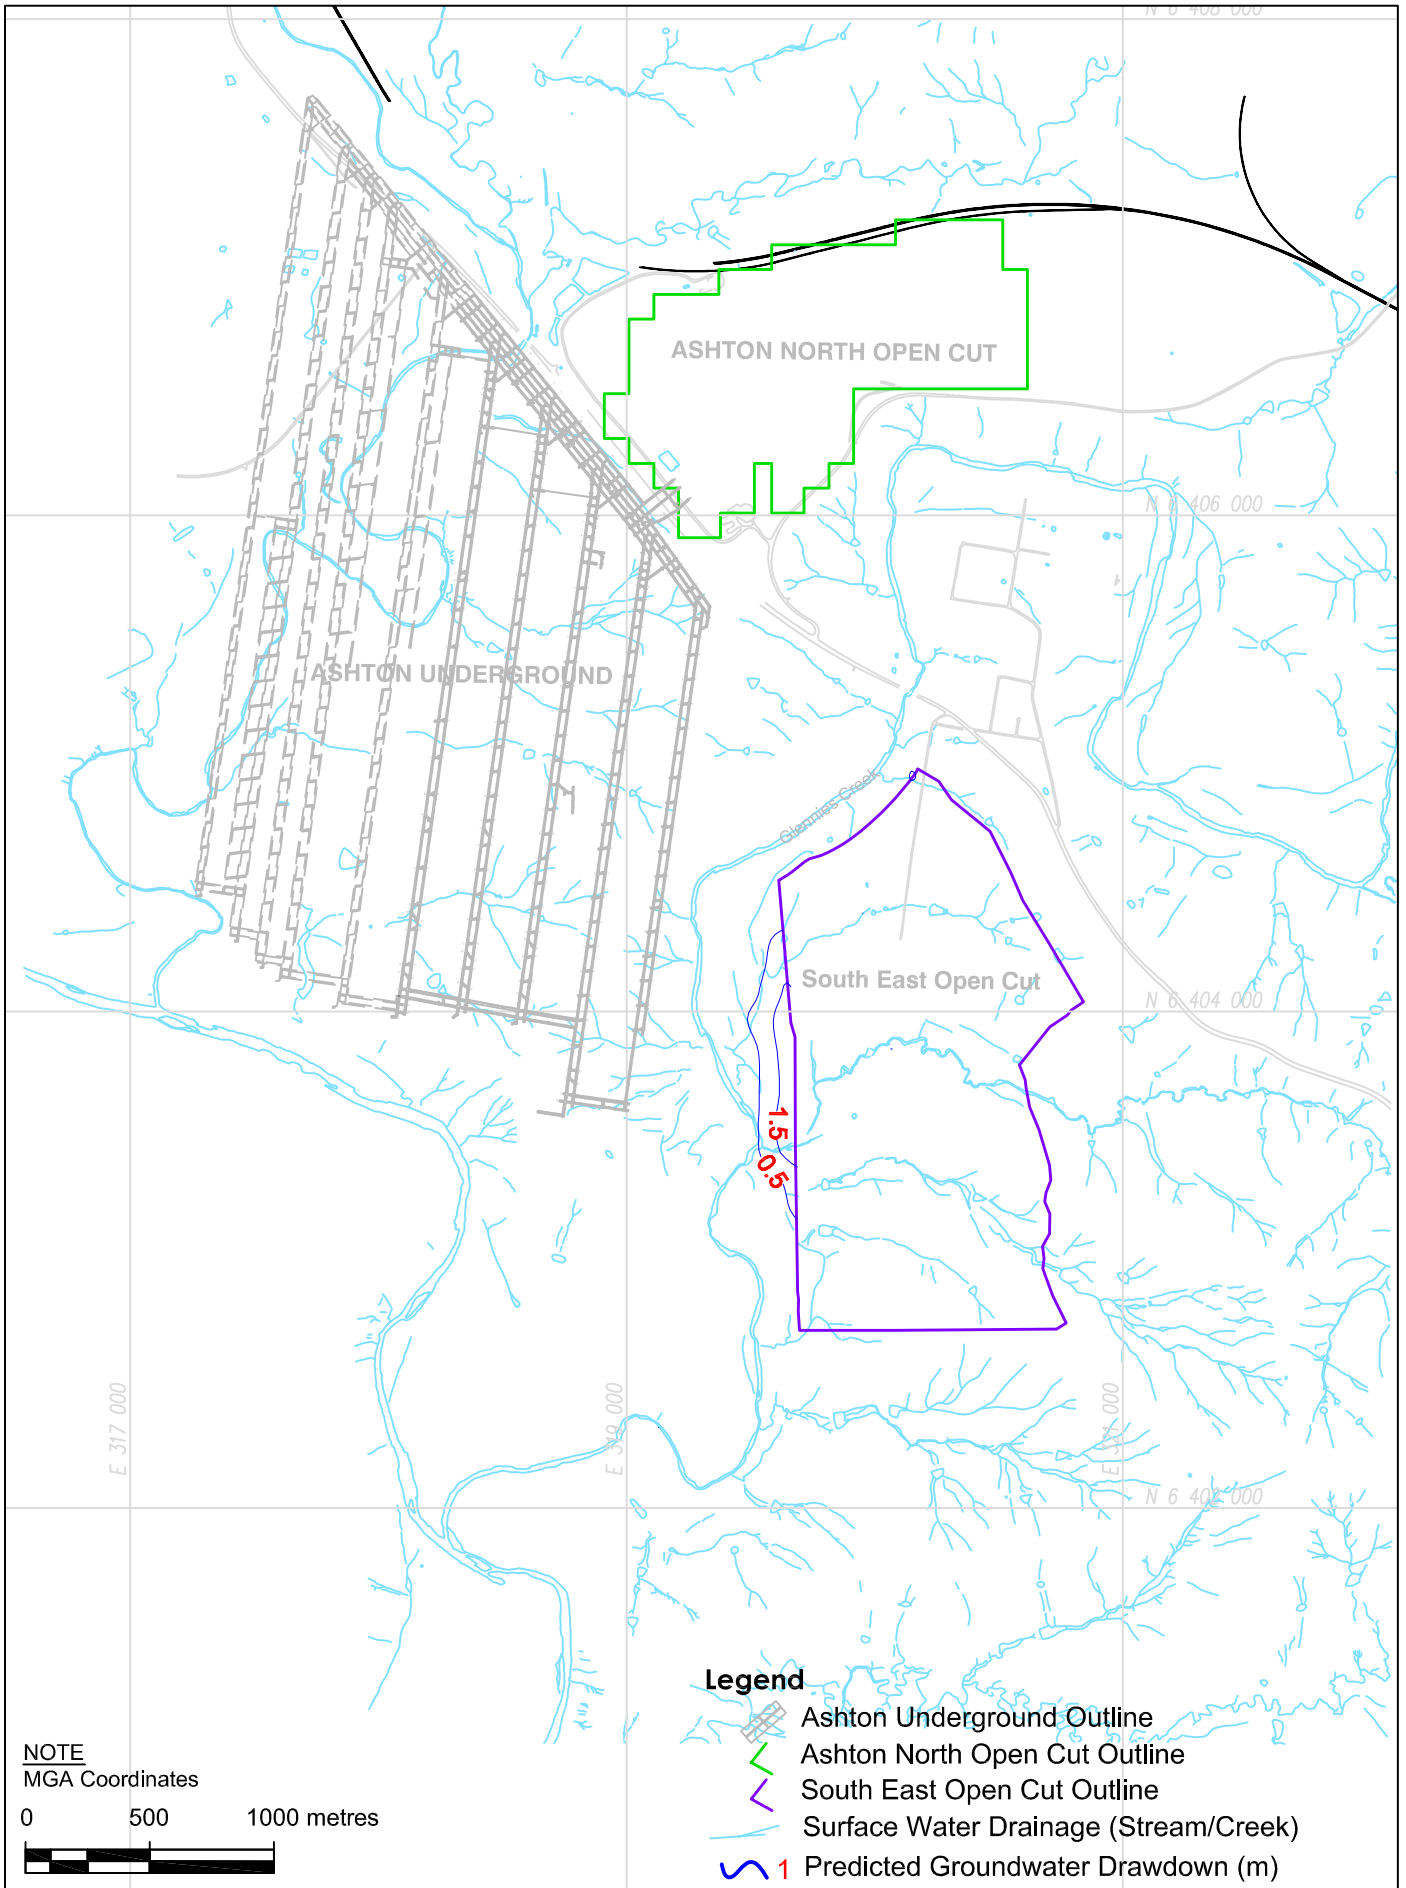 N 6 408 000
ASHTON NORTH OPEN CUT
N 6 406 000
ASHTON UNDERGROUND
Glennies Creek
South East Open Cut
N 6 404 000
1.5
0.5
E 317 000
E 319 000
E 321 000
N 6 402 000
Legend
Ashton Underground Outline
Ashton North Open Cut Outline
South East Open Cut Outline
Surface Water Drainage (Stream/Creek)
1 Predicted Groundwater Drawdown (m)
NOTE
MGA Coordinates
0 500 1000 metres